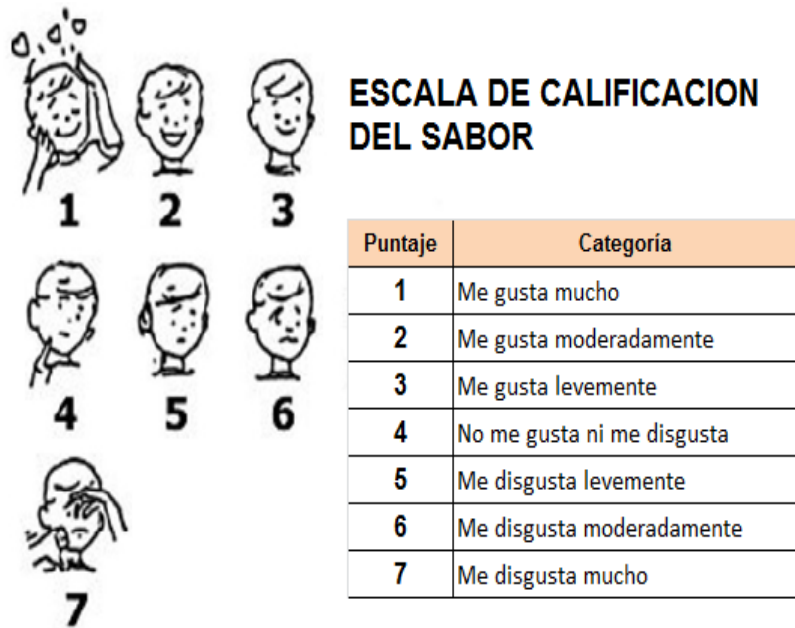 1 2 3
4 5 6
7
ESCALA DE CALIFICACION
DEL SABOR
Puntaje Categoría
1 Me gusta mucho
2 Me gusta moderadamente
3 Me gusta levemente
4 No me gusta ni me disgusta
5 Me disgusta levemente
6 Me disgusta moderadamente
7 Me disgusta mucho